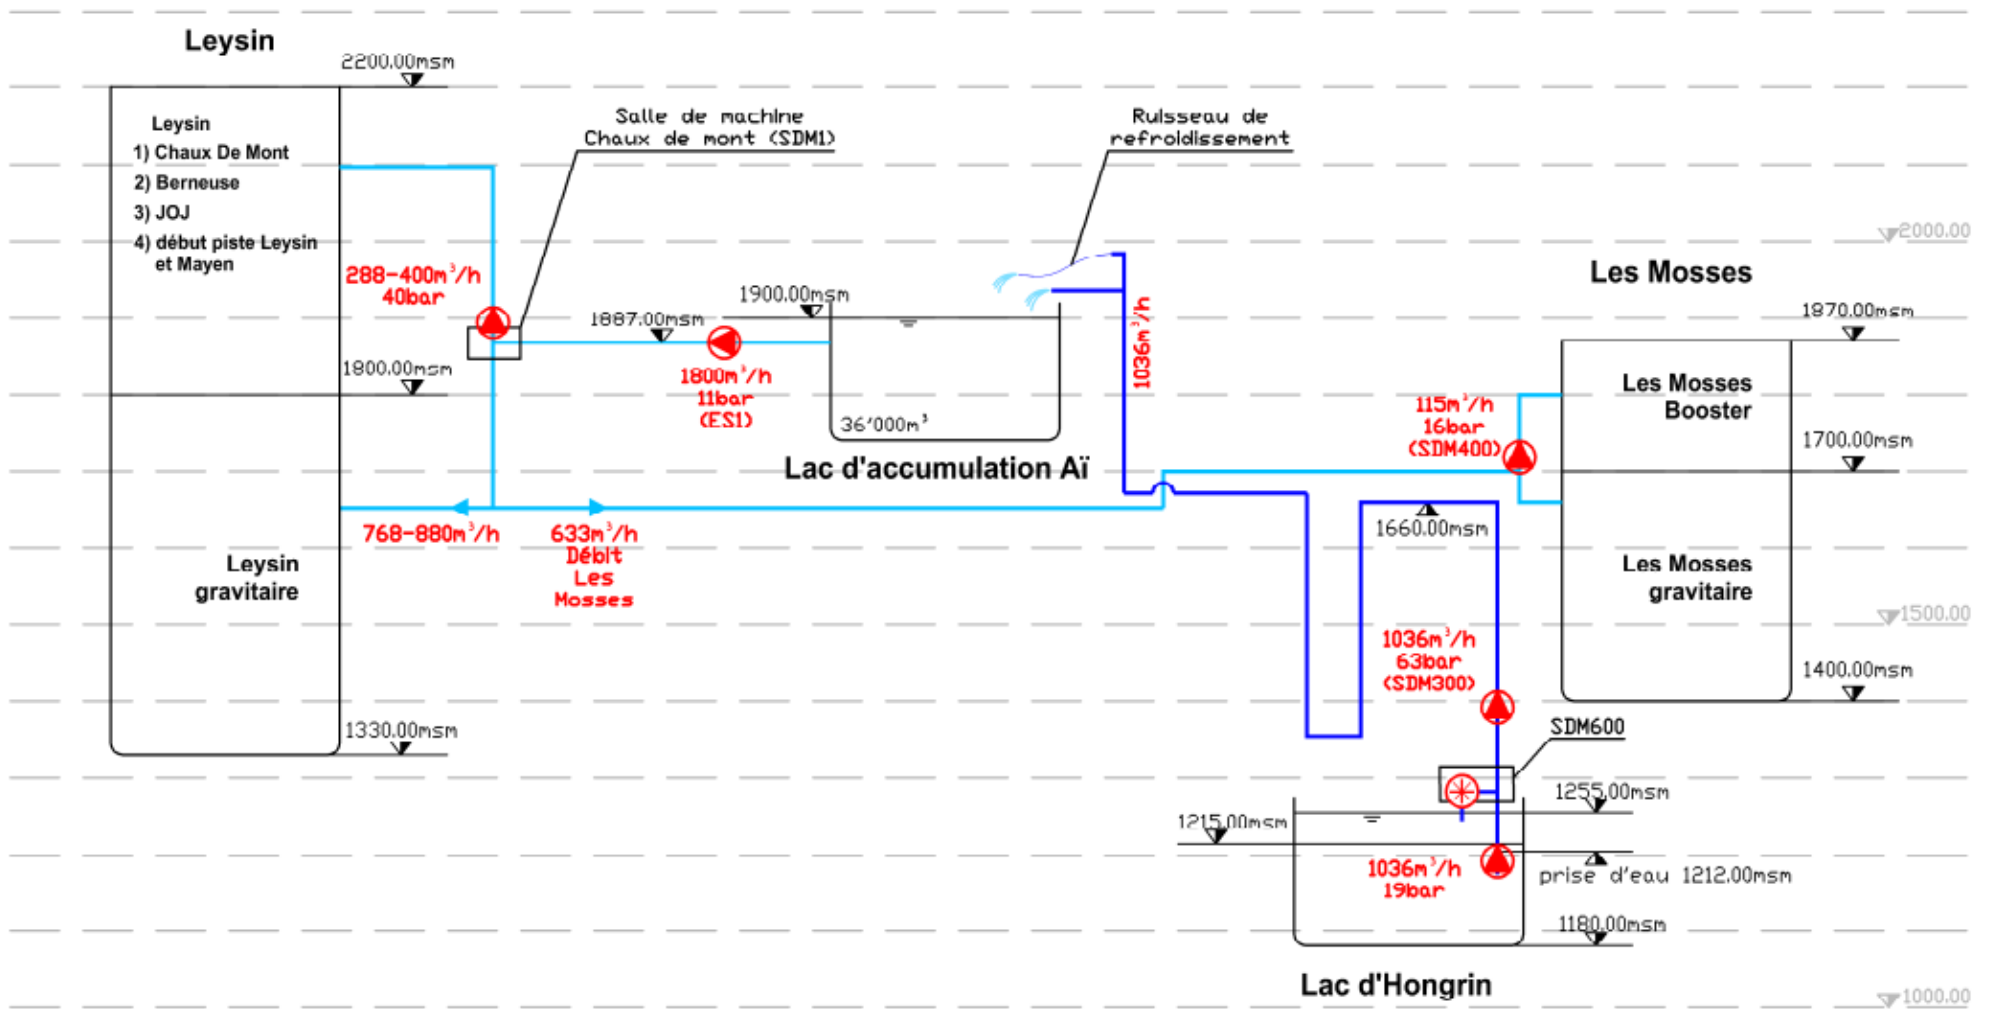 Leysin
2200.00msm
Leysin
1) Chaux De Mont
2) Berneuse
3) JOJ
4) début piste Leysin
et Mayen
288-400m³/h
40bar
1800.00msm
768-880m³/h
Leysin
gravitaire
1330.00msm
Salle de machine
Chaux de mont (SDM1)
1887.00msm
1800m³/h
11bar
(ES1)
633m³/h
Débit
Les
Mosses
1900.00msm
36'000m³
Lac d'accumulation Aï
Ruisseau de
refroidissement
1036m³/h
2000.00
Les Mosses
1870.00msm
Les Mosses
Booster
115m³/h
16bar
(SDM400)
1700.00msm
1660.00msm
Les Mosses
gravitaire
1500.00
1036m³/h
63bar
(SDM300)
1400.00msm
SDM600
1255.00msm
1215.00msm
1036m³/h
19bar
prise d'eau 1212.00msm
1180.00msm
Lac d'Hongrin
1000.00